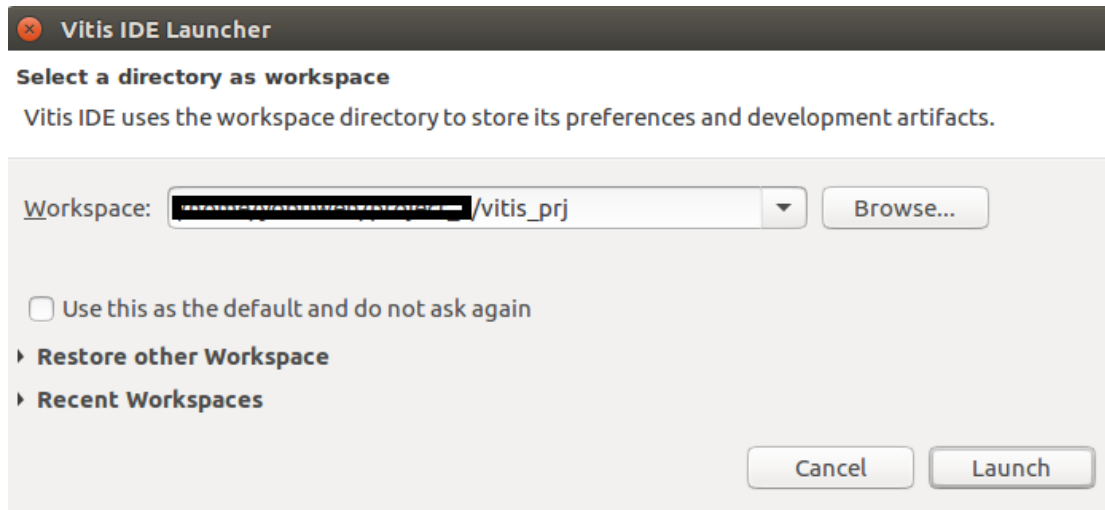 Vitis IDE Launcher
Select a directory as workspace
Vitis IDE uses the workspace directory to store its preferences and development artifacts.
Workspace: /vitis_prj Browse...
Use this as the default and do not ask again
Restore other Workspace
Recent Workspaces
Cancel Launch